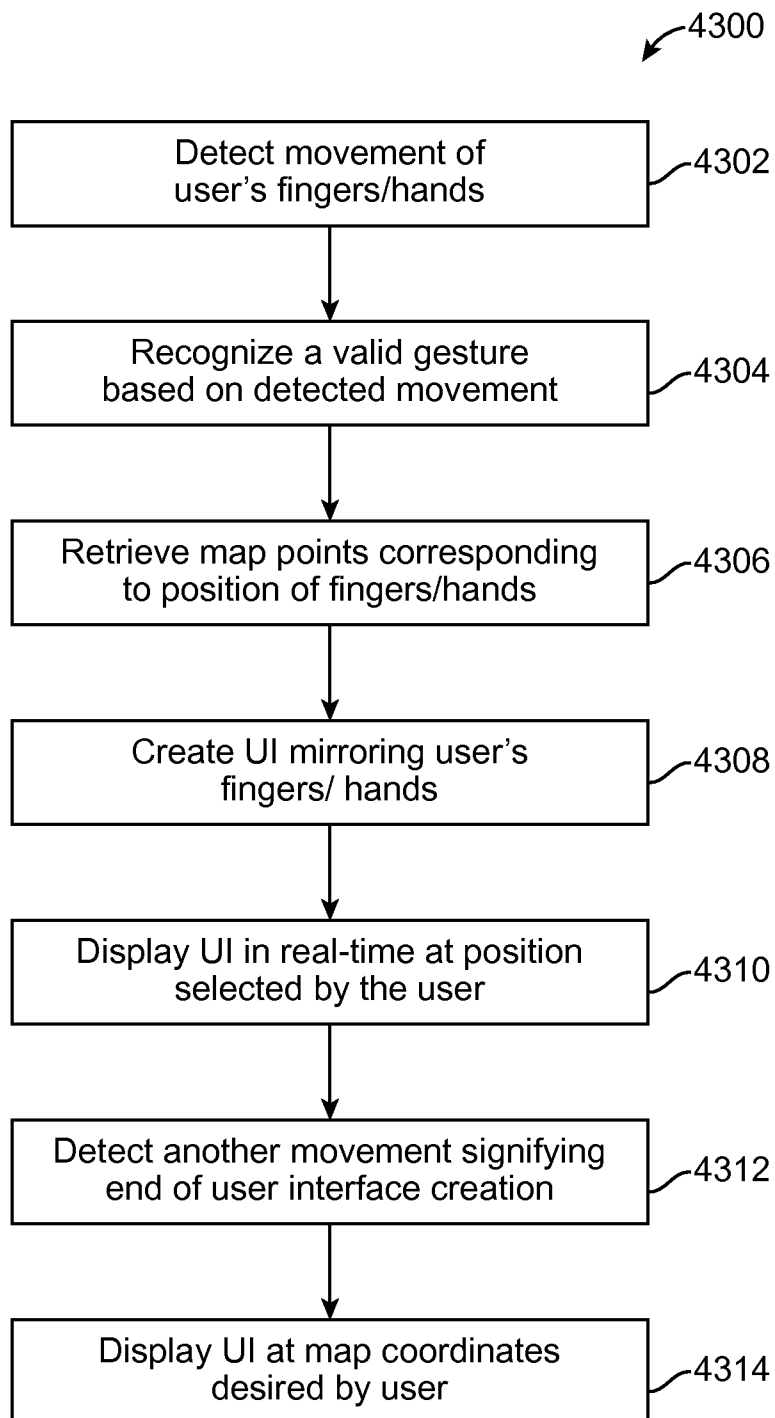 4300
Detect movement of
user’s fingers/hands
4302
Recognize a valid gesture
based on detected movement
4304
Retrieve map points corresponding
to position of fingers/hands
4306
Create UI mirroring user’s
fingers/ hands
4308
Display UI in real-time at position
selected by the user
4310
Detect another movement signifying
end of user interface creation
4312
Display UI at map coordinates
desired by user
4314